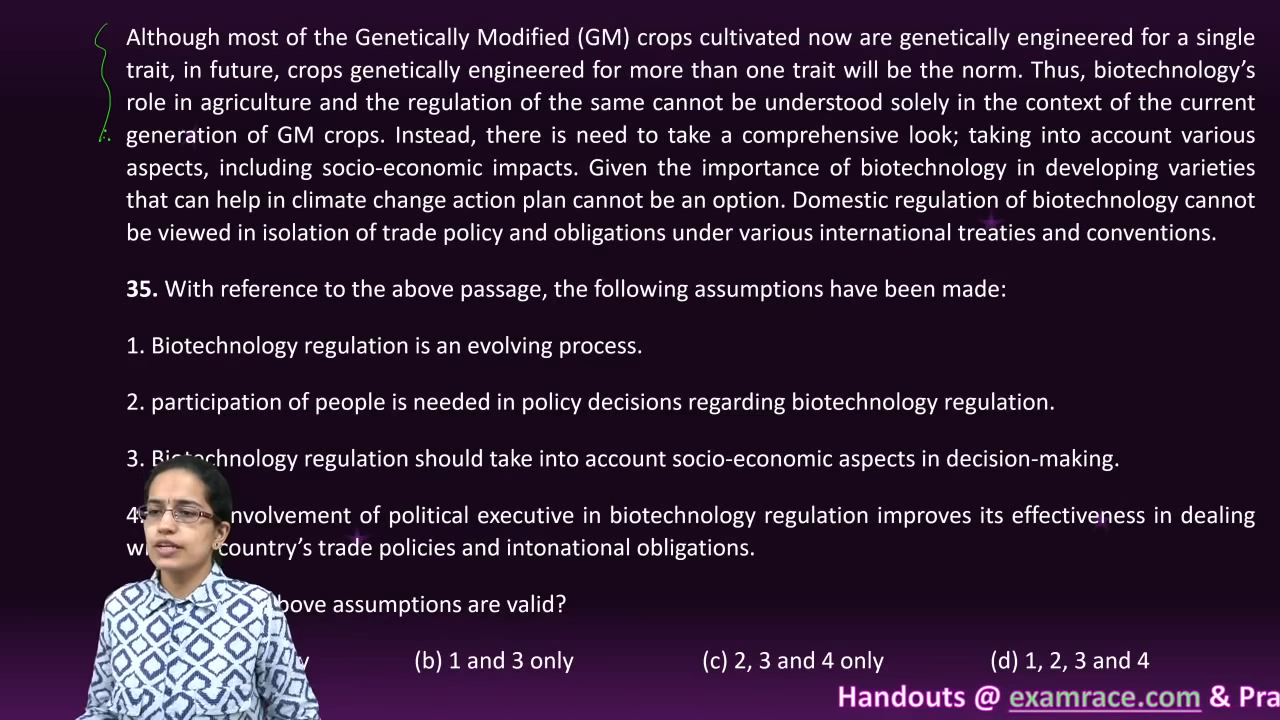 Although most of the Genetically Modified (GM) crops cultivated now are genetically engineered for a single
trait, in future, crops genetically engineered for more than one trait will be the norm. Thus, biotechnology’s
role in agriculture and the regulation of the same cannot be understood solely in the context of the current
generation of GM crops. Instead, there is need to take a comprehensive look; taking into account various
aspects, including socio-economic impacts. Given the importance of biotechnology in developing varieties
that can help in climate change action plan cannot be an option. Domestic regulation of biotechnology cannot
be viewed in isolation of trade policy and obligations under various international treaties and conventions.
35. With reference to the above passage, the following assumptions have been made:
1. Biotechnology regulation is an evolving process.
2. participation of people is needed in policy decisions regarding biotechnology regulation.
3. Biotechnology regulation should take into account socio-economic aspects in decision-making.
4. involvement of political executive in biotechnology regulation improves its effectiveness in dealing
country’s trade policies and intonational obligations.
above assumptions are valid?
(b) 1 and 3 only (c) 2, 3 and 4 only (d) 1, 2, 3 and 4
Handouts @ examrace.com & Pra